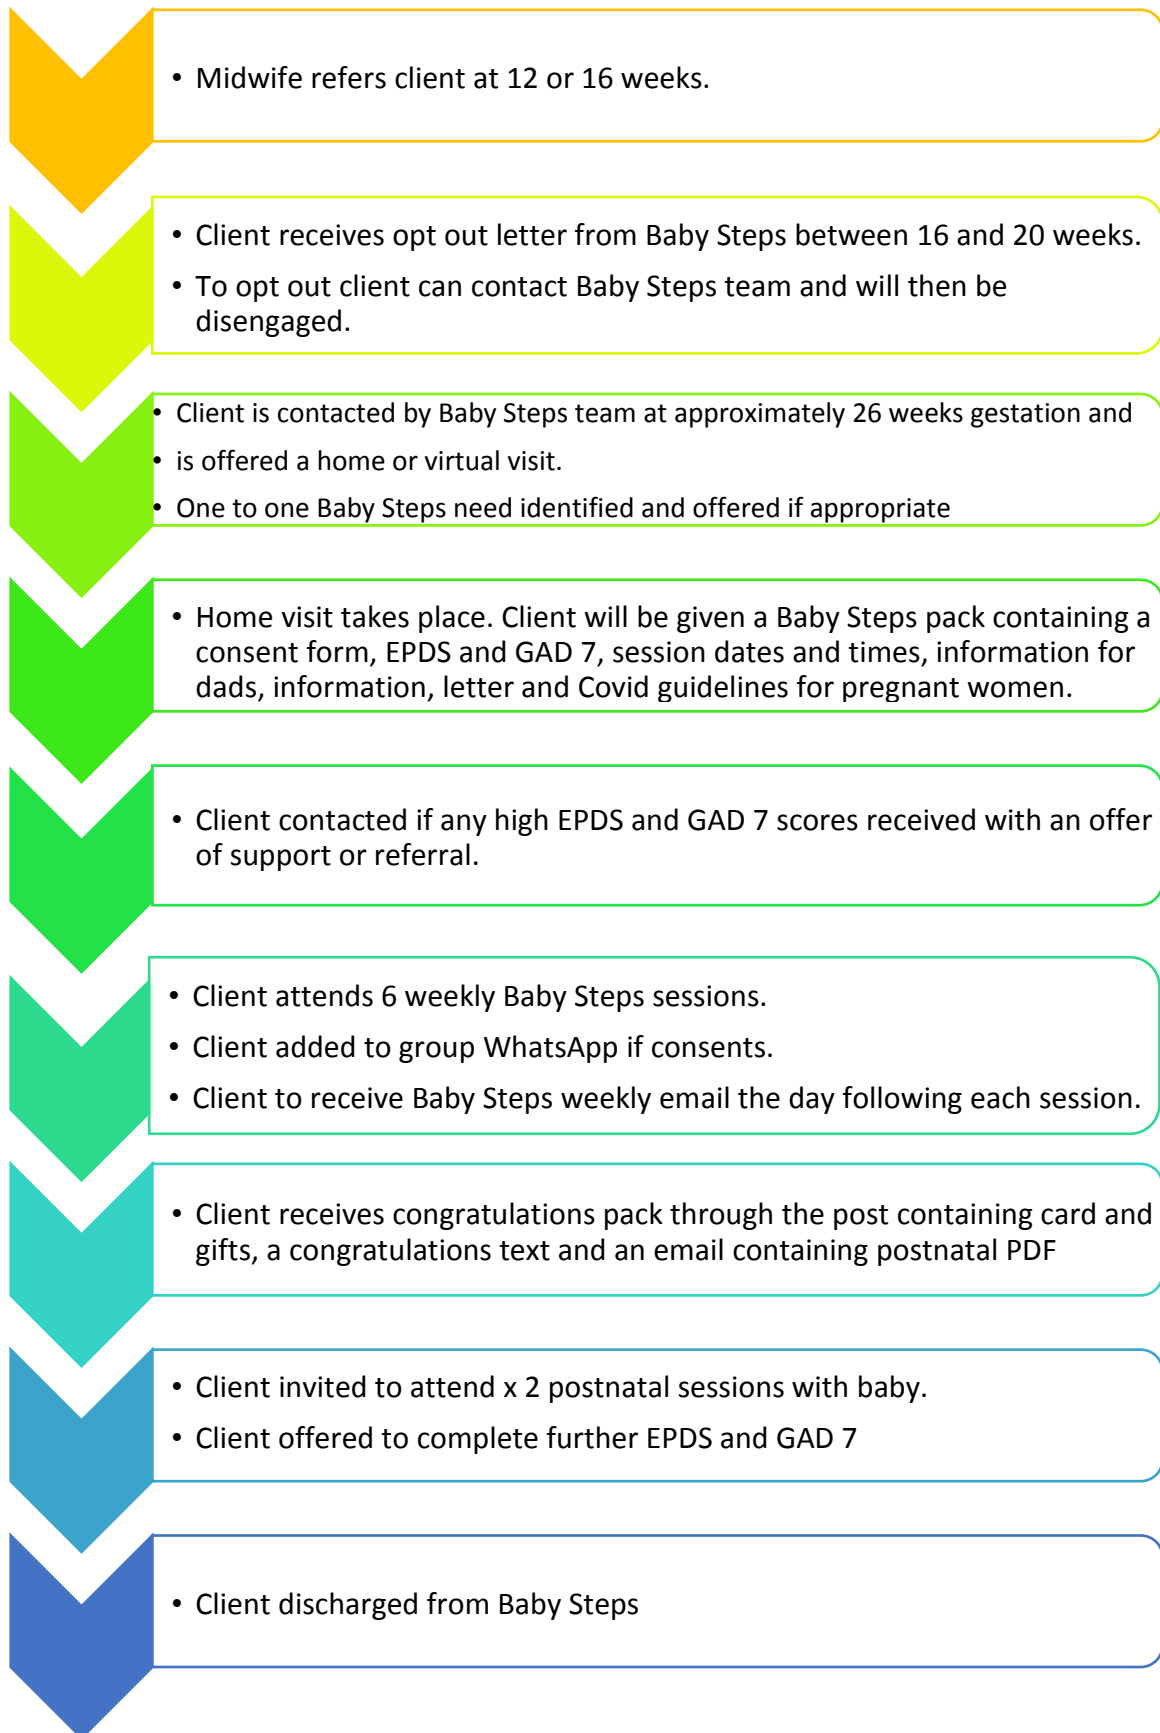 • Midwife refers client at 12 or 16 weeks.
• Client receives opt out letter from Baby Steps between 16 and 20 weeks.
• To opt out client can contact Baby Steps team and will then be
disengaged.
• Client is contacted by Baby Steps team at approximately 26 weeks gestation and
• is offered a home or virtual visit.
• One to one Baby Steps need identified and offered if appropriate
• Home visit takes place. Client will be given a Baby Steps pack containing a
consent form, EPDS and GAD 7, session dates and times, information for
dads, information, letter and Covid guidelines for pregnant women.
• Client contacted if any high EPDS and GAD 7 scores received with an offer
of support or referral.
• Client attends 6 weekly Baby Steps sessions.
• Client added to group WhatsApp if consents.
• Client to receive Baby Steps weekly email the day following each session.
• Client receives congratulations pack through the post containing card and
gifts, a congratulations text and an email containing postnatal PDF
• Client invited to attend x 2 postnatal sessions with baby.
• Client offered to complete further EPDS and GAD 7
• Client discharged from Baby Steps